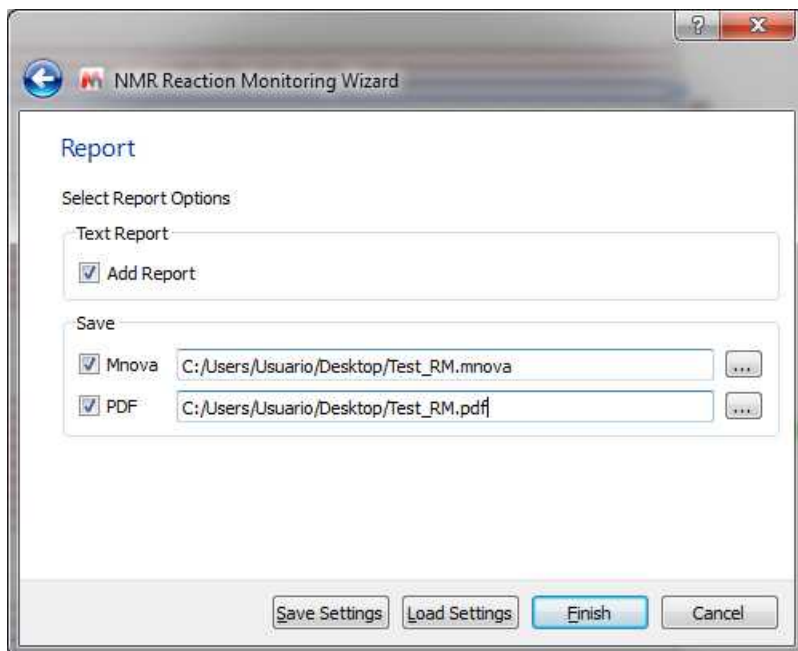 NMR Reaction Monitoring Wizard
Report
Select Report Options
Text Report
Add Report
Save
Mnova C:/Users/Usuario/Desktop/Test_RM.mnova ...
PDF C:/Users/Usuario/Desktop/Test_RM.pdf ...
Save Settings Load Settings Finish Cancel